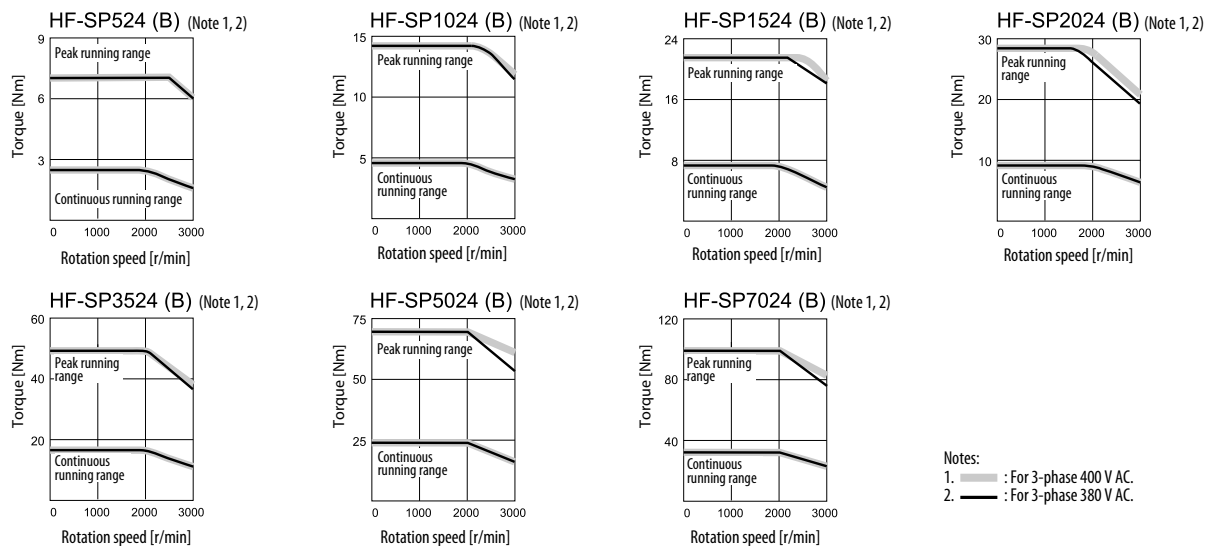 HF-SP524 (B) (Note 1, 2)
9
6
3
Torque [Nm]
Peak running range
Continuous running range
0 1000 2000 3000
Rotation speed [r/min]
HF-SP1024 (B) (Note 1, 2)
15
10
5
Torque [Nm]
Peak running range
Continuous
running range
0 1000 2000 3000
Rotation speed [r/min]
HF-SP1524 (B) (Note 1, 2)
24
16
8
Torque [Nm]
Peak running range
Continuous
running range
0 1000 2000 3000
Rotation speed [r/min]
HF-SP2024 (B) (Note 1, 2)
30
20
10
Torque [Nm]
Peak running
range
Continuous
running range
0 1000 2000 3000
Rotation speed [r/min]
HF-SP3524 (B) (Note 1, 2)
60
40
20
Torque [Nm]
Peak running
range
Continuous
running range
0 1000 2000 3000
Rotation speed [r/min]
HF-SP5024 (B) (Note 1, 2)
75
50
25
Torque [Nm]
Peak running range
Continuous
running range
0 1000 2000 3000
Rotation speed [r/min]
HF-SP7024 (B) (Note 1, 2)
120
80
40
Torque [Nm]
Peak running
range
Continuous
running range
0 1000 2000 3000
Rotation speed [r/min]
Notes:
1. : For 3-phase 400 V AC.
2. : For 3-phase 380 V AC.